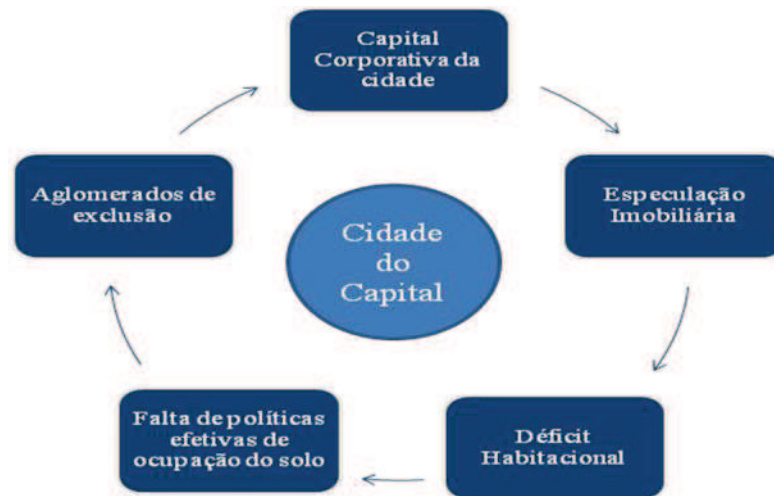 Capital
Corporativa da
cidade
Especulação
Imobiliária
Déficit
Habitacional
Falta de políticas
efetivas de
ocupação do solo
Aglomerados de
exclusão
Cidade
do
Capital